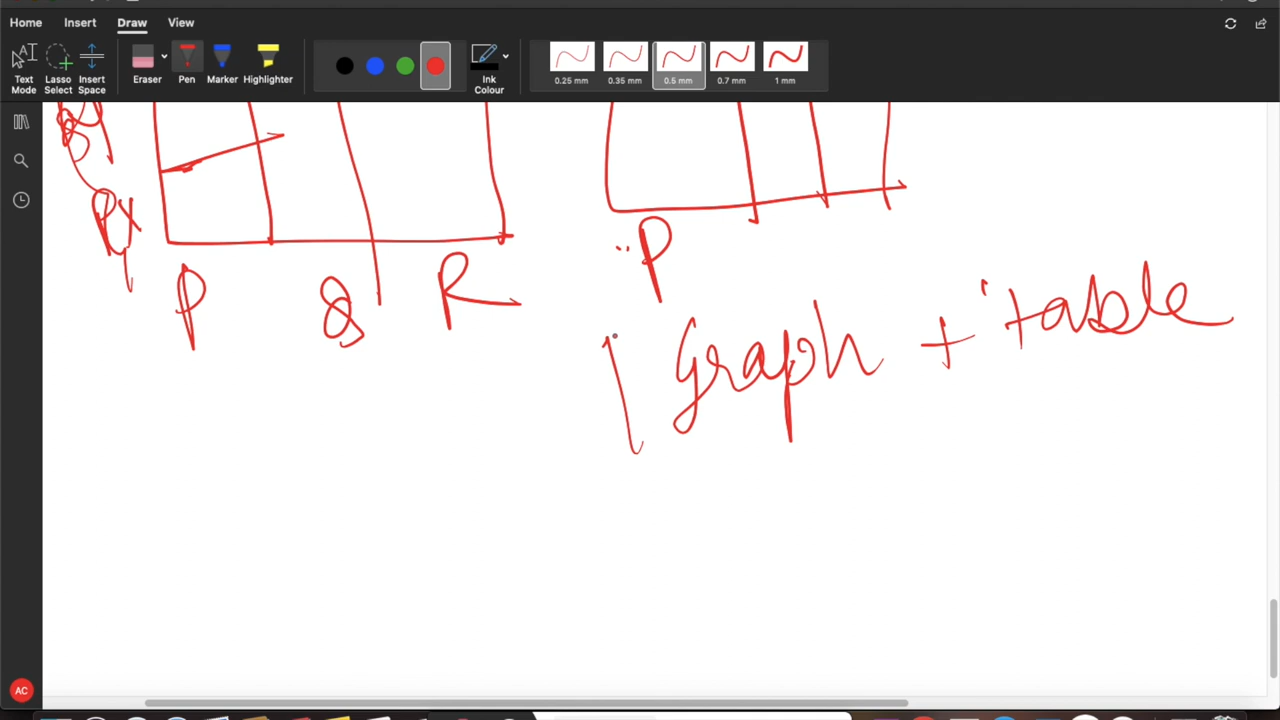 Home Insert Draw View
Text Mode Lasso Select Insert Space Eraser Pen Marker Highlighter Ink Colour 0.25 mm 0.35 mm 0.5 mm 0.7 mm 1 mm
P Q R P
Graph + table
AC